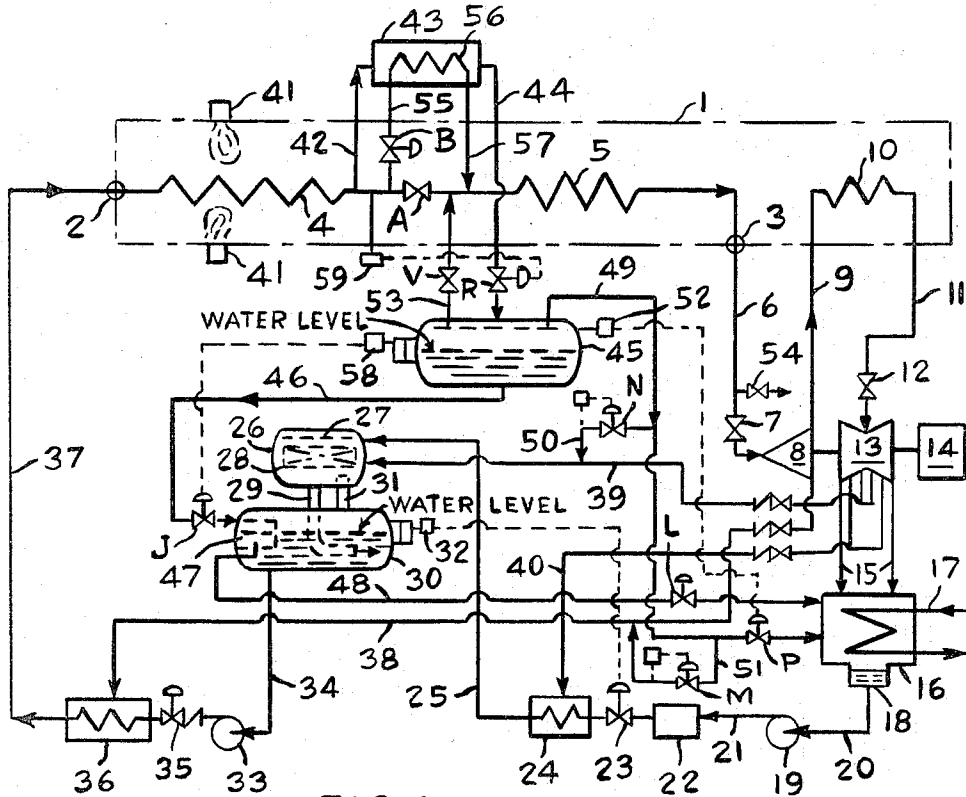 43 56
41 55 44 1
42 B D 57 5 10
2 4 A 3
41 59 V R D 49 52 6 9 11
53 54 12
WATER LEVEL
58 45
46 N 7
26 27 50 8 13 14
37 28 39
29 31 WATER LEVEL
J L 15 17
47 32 40
30
48
38 51 P
34 25 M 16
18
36 35 33 24 23 22 21 19 20